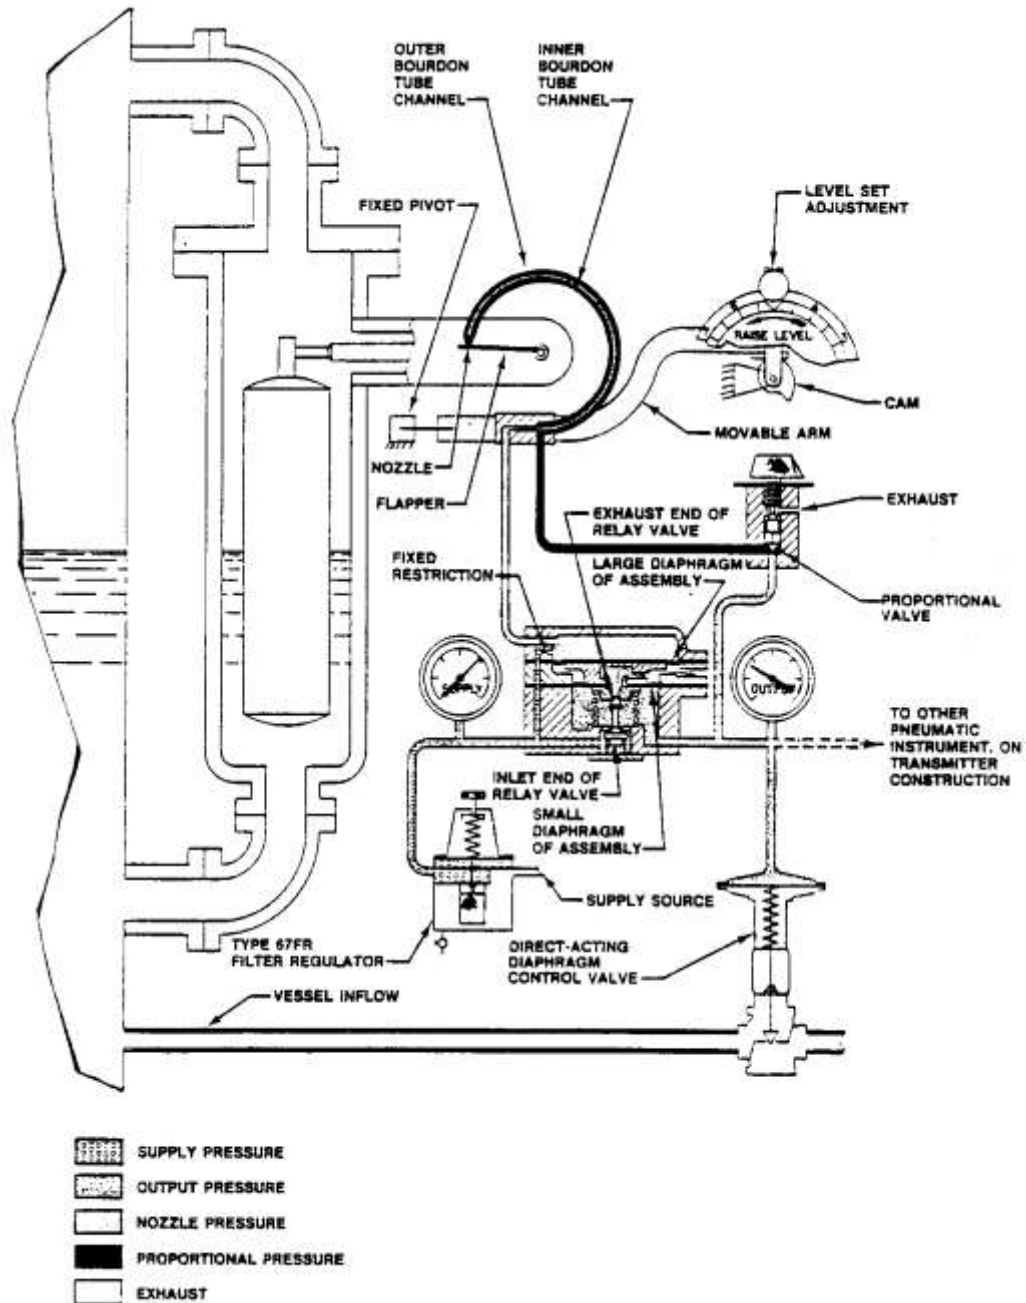 OUTER
BOURDON
TUBE
CHANNEL
INNER
BOURDON
TUBE
CHANNEL
LEVEL SET
ADJUSTMENT
FIXED PIVOT
RAISE LEVEL
CAM
MOVABLE ARM
NOZZLE
FLAPPER
EXHAUST
EXHAUST END OF
RELAY VALVE
FIXED
RESTRICTION
LARGE DIAPHRAGM
OF ASSEMBLY
PROPORTIONAL
VALVE
SUPPLY
OUTPUT
TO OTHER
PNEUMATIC
INSTRUMENT. ON
TRANSMITTER
CONSTRUCTION
INLET END OF
RELAY VALVE
SMALL
DIAPHRAGM
OF ASSEMBLY
SUPPLY SOURCE
TYPE 67FR
FILTER REGULATOR
DIRECT-ACTING
DIAPHRAGM
CONTROL VALVE
VESSEL INFLOW
SUPPLY PRESSURE
OUTPUT PRESSURE
NOZZLE PRESSURE
PROPORTIONAL PRESSURE
EXHAUST